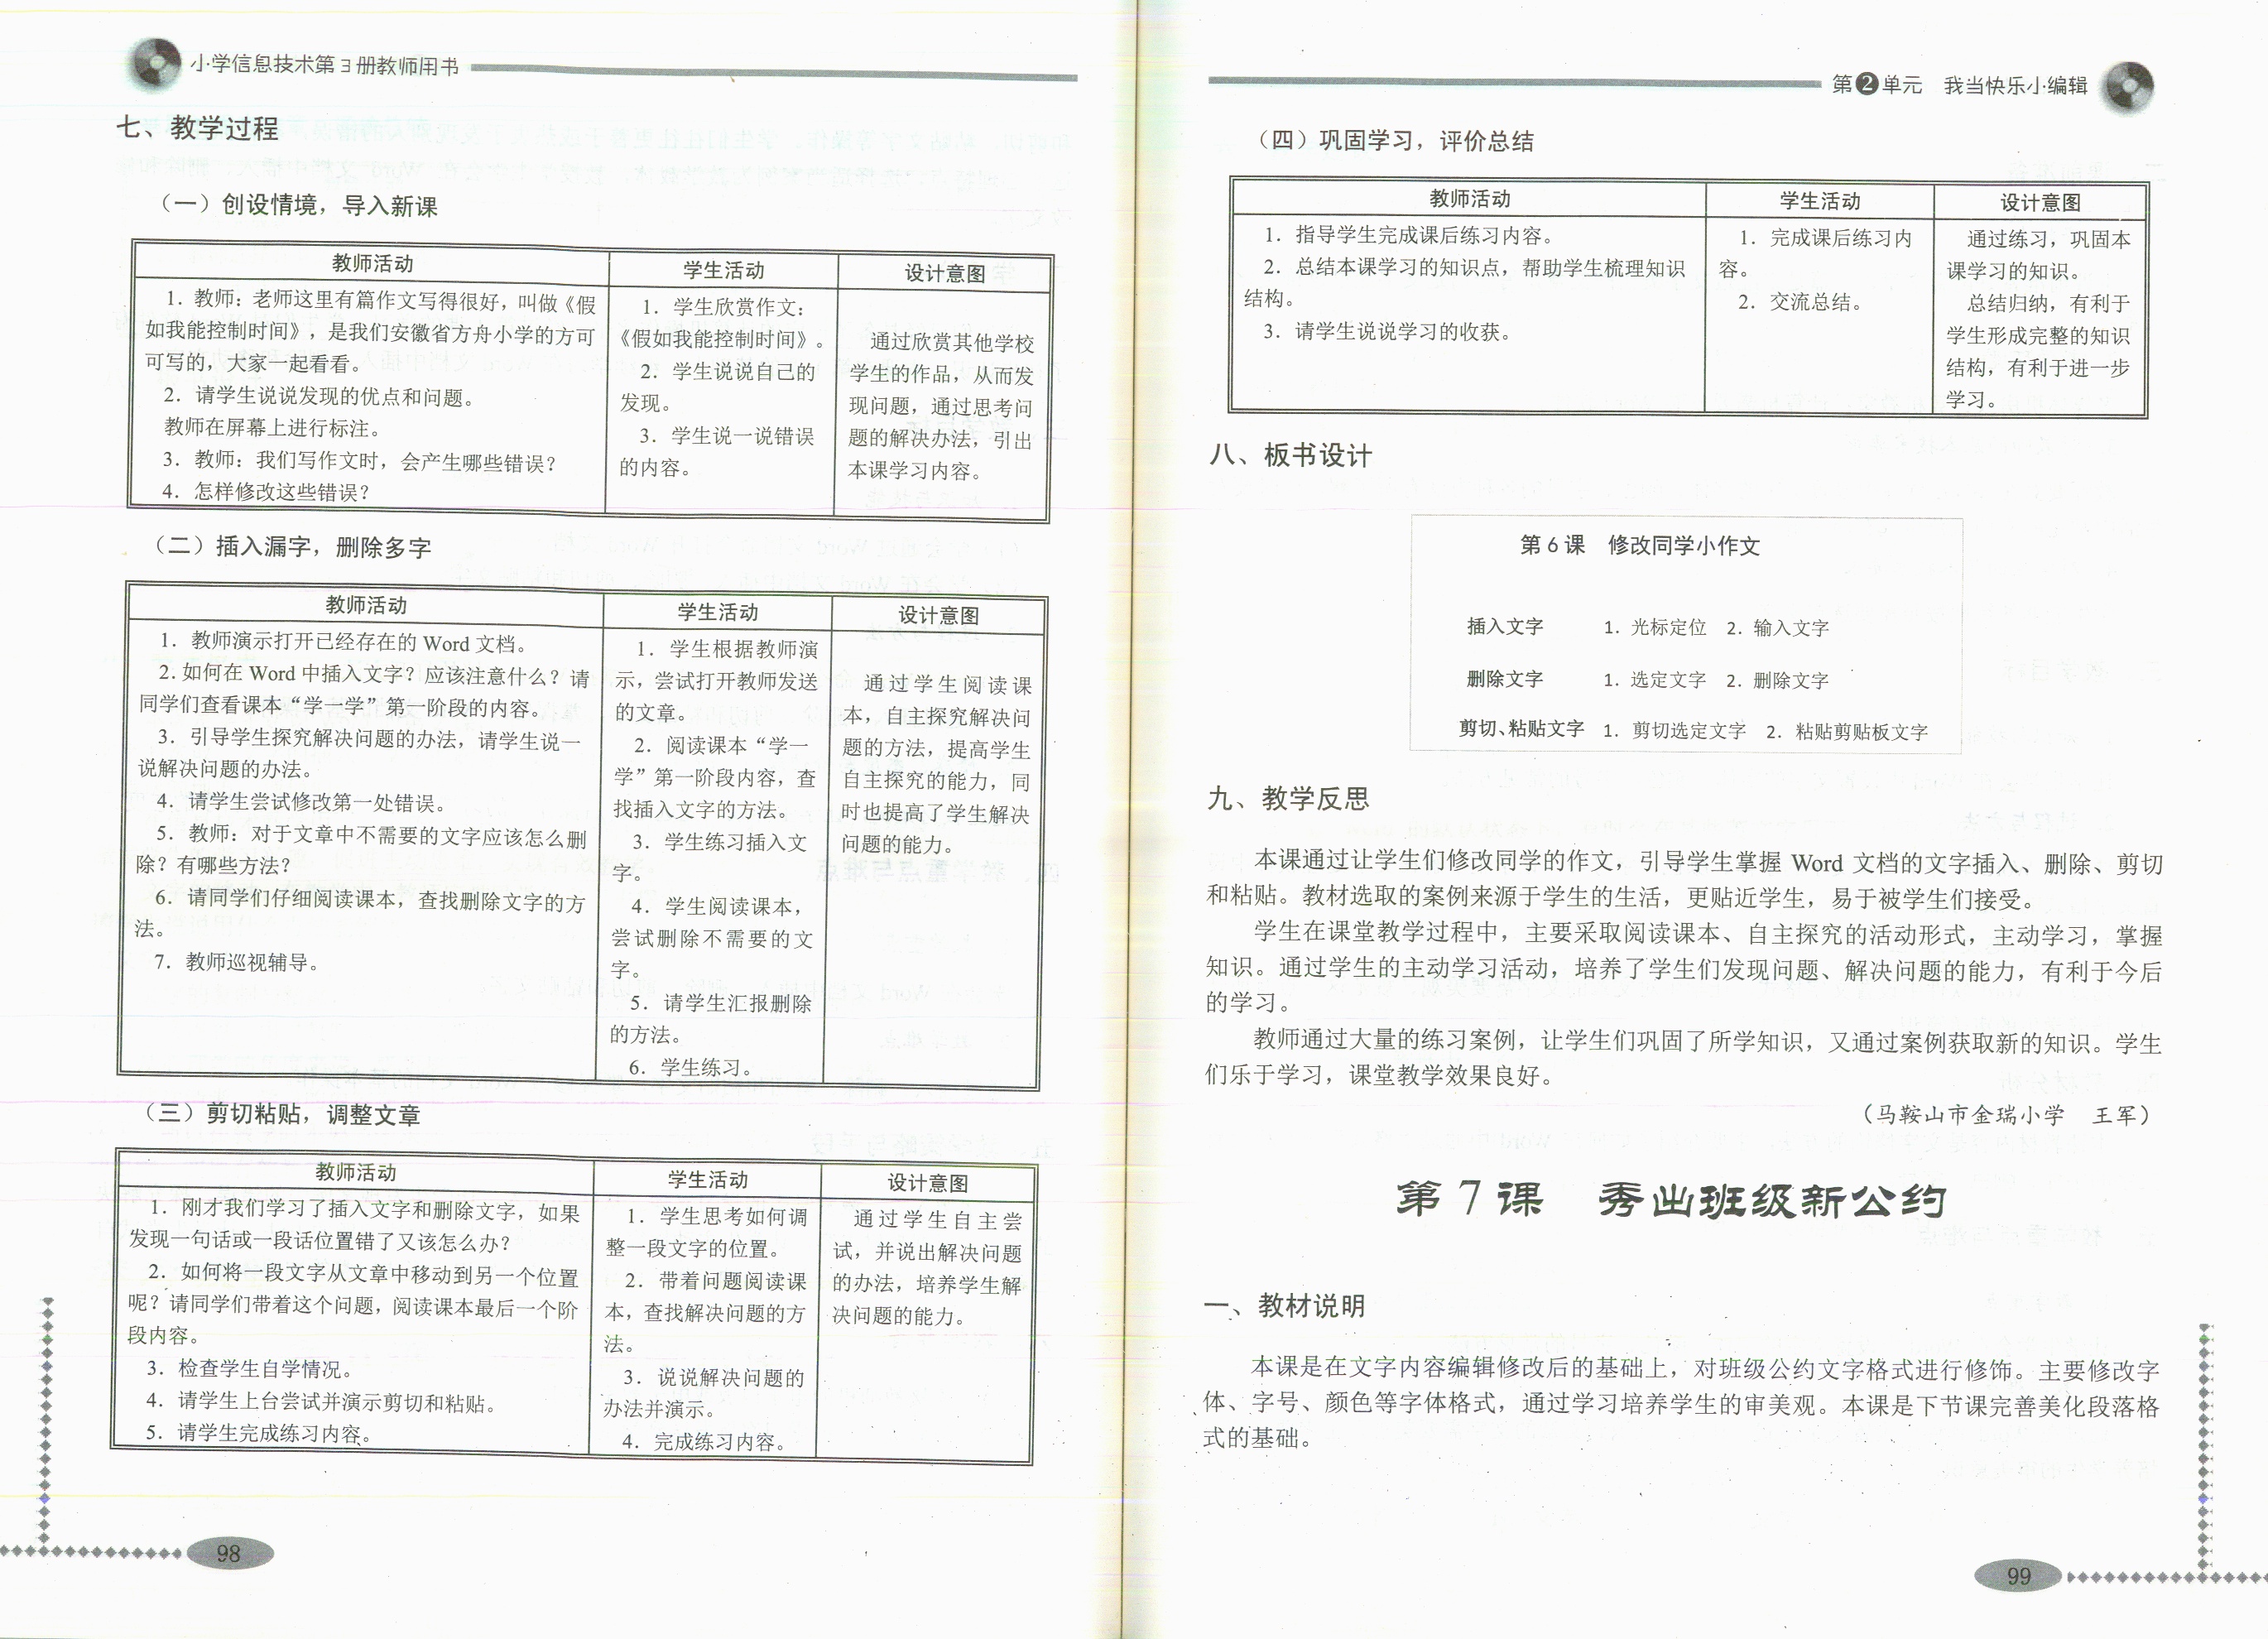 小学信息技术第3册教师用书
七、教学过程
（一）创设情境，导入新课
教师活动
1. 教师：老师这里有篇作文写得很好，叫做《假
如我能控制时间》，是我们安徽省方舟小学的方可
可写的，大家一起看看。
2. 请学生说说发现的优点和问题。
教师在屏幕上进行标注。
3. 教师：我们写作文时，会产生哪些错误？
4. 怎样修改这些错误？
学生活动
1. 学生欣赏作文：
《假如我能控制时间》。
2. 学生说说自己的
发现。
3. 学生说一说错误
的内容。
设计意图
通过欣赏其他学校
学生的作品，从而发
现问题，通过思考问
题的解决办法，引出
本课学习内容。
（二）插入漏字，删除多字
教师活动
1. 教师演示打开已经存在的 Word 文档。
2. 如何在 Word 中插入文字？应该注意什么？请
同学们查看课本“学一学”第一阶段的内容。
3. 引导学生探究解决问题的办法，请学生说一
说解决问题的办法。
4. 请学生尝试修改第一处错误。
5. 教师：对于文章中不需要的文字应该怎么删
除？有哪些方法？
6. 请同学们仔细阅读课本，查找删除文字的方
法。
7. 教师巡视辅导。
学生活动
1. 学生根据教师演
示，尝试打开教师发送
的文章。
2. 阅读课本“学一
学”第一阶段内容，查
找插入文字的方法。
3. 学生练习插入文
字。
4. 学生阅读课本，
尝试删除不需要的文
字。
5. 请学生汇报删除
的方法。
6. 学生练习。
设计意图
通过学生阅读课
本，自主探究解决问
题的方法，提高学生
自主探究的能力，同
时也提高了学生解决
问题的能力。
（三）剪切粘贴，调整文章
教师活动
1. 刚才我们学习了插入文字和删除文字，如果
发现一句话或一段话位置错了又该怎么办？
2. 如何将一段文字从文章中移动到另一个位置
呢？请同学们带着这个问题，阅读课本最后一个阶
段内容。
3. 检查学生自学情况。
4. 请学生上台尝试并演示剪切和粘贴。
5. 请学生完成练习内容。
学生活动
1. 学生思考如何调
整一段文字的位置。
2. 带着问题阅读课
本，查找解决问题的方
法。
3. 说说解决问题的
办法并演示。
4. 完成练习内容。
设计意图
通过学生自主尝
试，并说出解决问题
的办法，培养学生解
决问题的能力。
98
第2单元 我当快乐小编辑
（四）巩固学习，评价总结
教师活动
1. 指导学生完成课后练习内容。
2. 总结本课学习的知识点，帮助学生梳理知识
结构。
3. 请学生说说学习的收获。
学生活动
1. 完成课后练习内
容。
2. 交流总结。
设计意图
通过练习，巩固本
课学习的知识。
总结归纳，有利于
学生形成完整的知识
结构，有利于进一步
学习。
八、板书设计
第 6 课 修改同学小作文
插入文字 1. 光标定位 2. 输入文字
删除文字 1. 选定文字 2. 删除文字
剪切、粘贴文字 1. 剪切选定文字 2. 粘贴剪贴板文字
九、教学反思
本课通过让学生们修改同学的作文，引导学生掌握 Word 文档的文字插入、删除、剪切
和粘贴。教材选取的案例来源于学生的生活，更贴近学生，易于被学生们接受。
学生在课堂教学过程中，主要采取阅读课本、自主探究的活动形式，主动学习，掌握
知识。通过学生的主动学习活动，培养了学生们发现问题、解决问题的能力，有利于今后
的学习。
教师通过大量的练习案例，让学生们巩固了所学知识，又通过案例获取新的知识。学生
们乐于学习，课堂教学效果良好。
（马鞍山市金瑞小学 王军）
第 7 课 秀出班级新公约
一、教材说明
本课是在文字内容编辑修改后的基础上，对班级公约文字格式进行修饰。主要修改字
体、字号、颜色等字体格式，通过学习培养学生的审美观。本课是下节课完善美化段落格
式的基础。
99